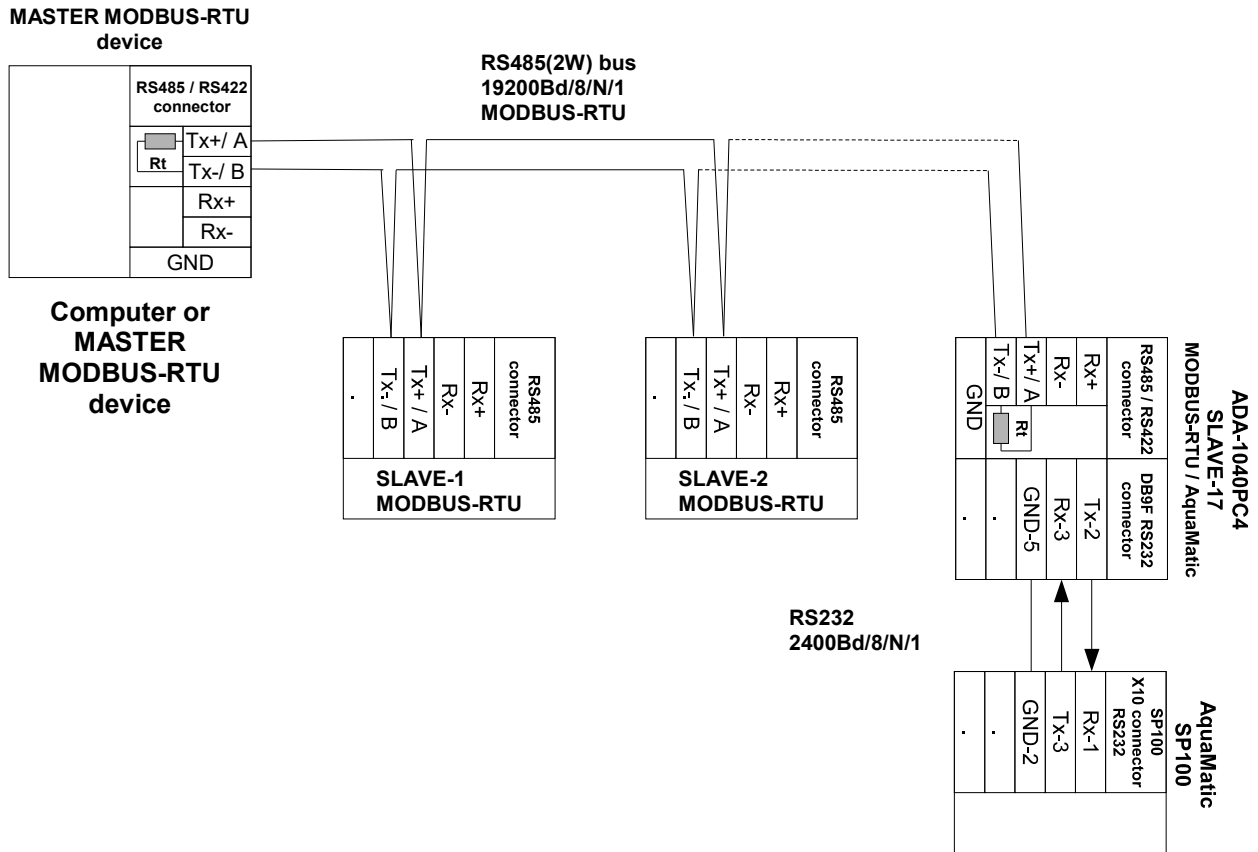 MASTER MODBUS-RTU
device
RS485 / RS422
connector
Tx+/ A
Rt
Tx-/ B
Rx+
Rx-
GND
Computer or
MASTER
MODBUS-RTU
device
RS485(2W) bus
19200Bd/8/N/1
MODBUS-RTU
.
Tx-. / B
Tx+ / A
Rx-
Rx+
RS485
connector
SLAVE-1
MODBUS-RTU
.
Tx-. / B
Tx+ / A
Rx-
Rx+
RS485
connector
SLAVE-2
MODBUS-RTU
ADA-1040PC4
SLAVE-17
MODBUS-RTU / AquaMatic
RS485 / RS422
connector
Rx+
Rx-
Tx+/ A
Tx-/ B
GND
Rt
DB9F RS232
connector
Tx-2
Rx-3
GND-5
.
.
RS232
2400Bd/8/N/1
AquaMatic
SP100
SP100
X10 connector
RS232
Rx-1
Tx-3
GND-2
.
.